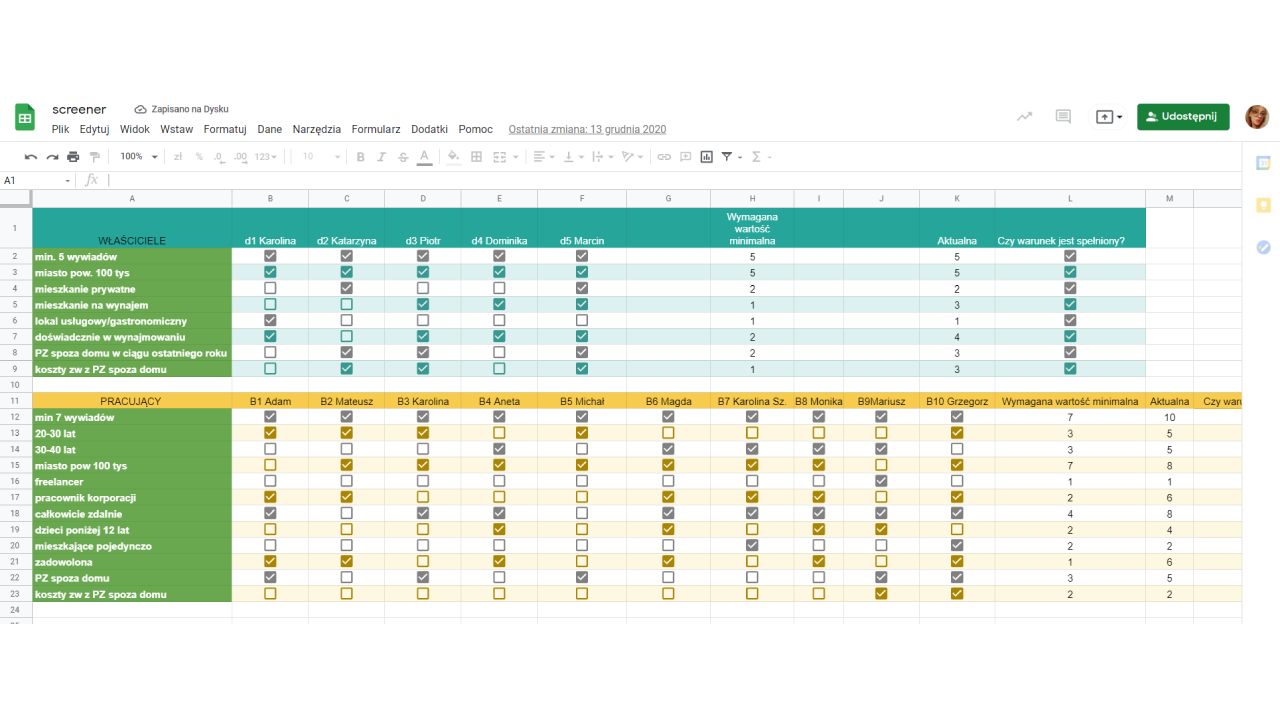 screener Zapisano na Dysku
Plik Edytuj Widok Wstaw Formatuj Dane Narzędzia Formularz Dodatki Pomoc Ostatnia zmiana: 13 grudnia 2020
Udostępnij
100% zł % .0 .00 123 10 B I S A
A1 fx
A B C D E F G H I J K L M
1 WŁAŚCICIELE d1 Karolina d2 Katarzyna d3 Piotr d4 Dominika d5 Marcin Wymagana wartość minimalna Aktualna Czy warunek jest spełniony?
2 min. 5 wywiadów 5 5
3 miasto pow. 100 tys 5 5
4 mieszkanie prywatne 2 2
5 mieszkanie na wynajem 1 3
6 lokal usługowy/gastronomiczny 1 1
7 doświadcznie w wynajmowaniu 2 4
8 PZ spoza domu w ciągu ostatniego roku 2 3
9 koszty zw z PZ spoza domu 1 3
10
11 PRACUJĄCY B1 Adam B2 Mateusz B3 Karolina B4 Aneta B5 Michał B6 Magda B7 Karolina Sz. B8 Monika B9Mariusz B10 Grzegorz Wymagana wartość minimalna Aktualna Czy
12 min 7 wywiadów 7 10
13 20-30 lat 3 5
14 30-40 lat 3 5
15 miasto pow 100 tys 7 8
16 freelancer 1 1
17 pracownik korporacji 2 6
18 całkowicie zdalnie 4 8
19 dzieci poniżej 12 lat 2 4
20 mieszkające pojedynczo 2 2
21 zadowolona 1 6
22 PZ spoza domu 3 5
23 koszty zw z PZ spoza domu 2 2
24